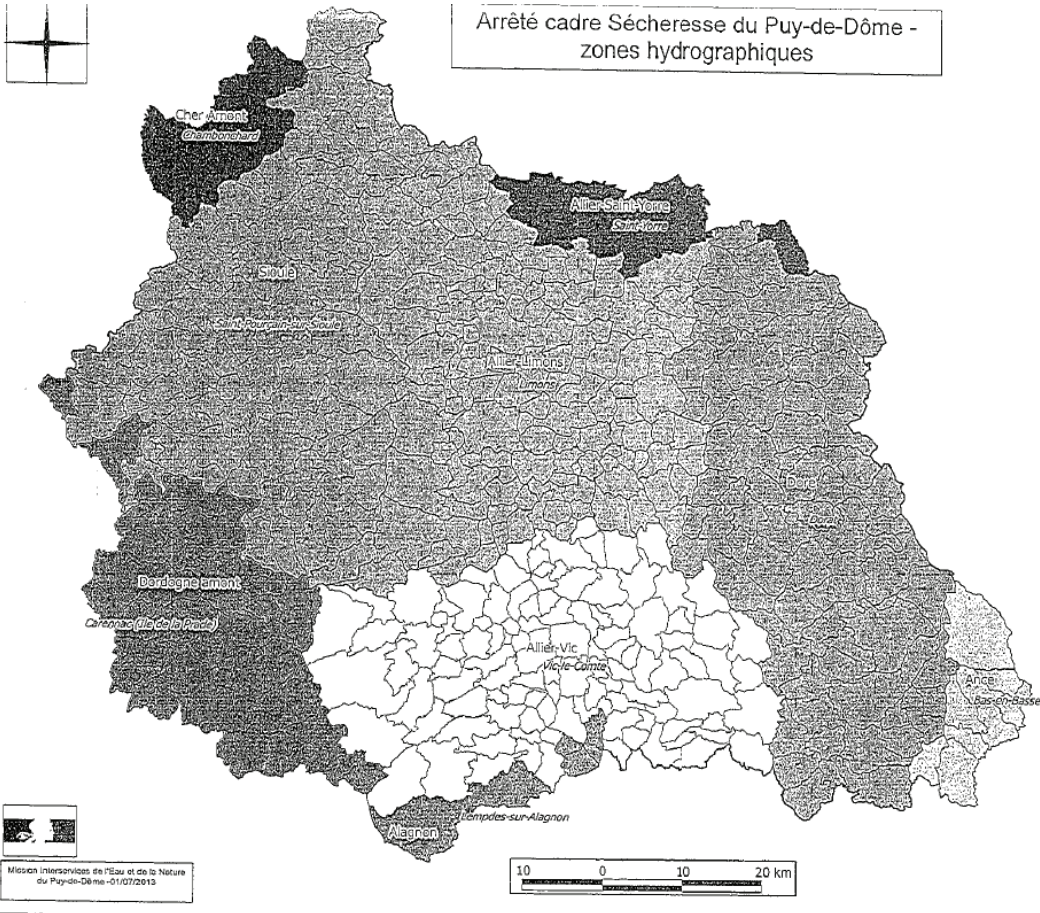 Arrêté cadre Sécheresse du Puy-de-Dôme -
zones hydrographiques
Cher Amont
Chambonchard
Allier-Saint-Yorre
Saint-Yorre
Sioule
Saint-Pourçain-sur-Sioule
Allier-Limons
Limons
Dore
Dore
Dordogne amont
Carennac (Ile de la Prade)
Allier-Vic
Vic-le-Comte
Ance
Bas-en-Basse
Lempdes-sur-Alagnon
Alagnon
Mission Interservices de l'Eau et de la Nature
du Puy-de-Dôme -01/07/2013
10 0 10 20 km